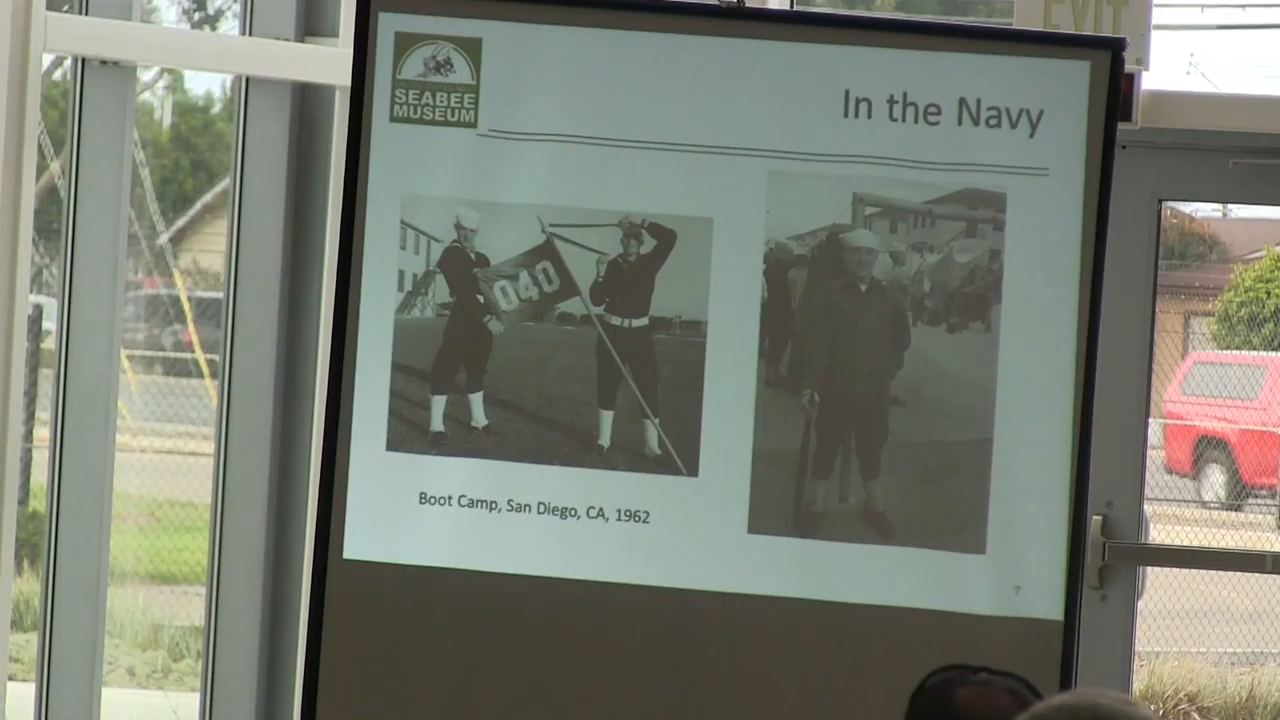 EXIT
SEABEE
MUSEUM
In the Navy
040
Boot Camp, San Diego, CA, 1962
7